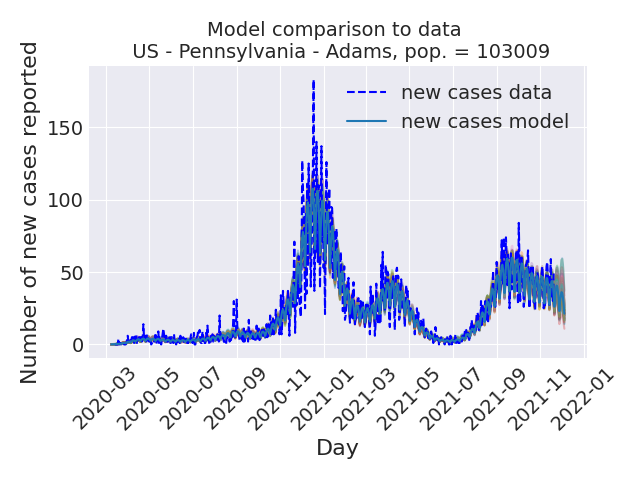 Model comparison to data
US - Pennsylvania - Adams, pop. = 103009
new cases data
new cases model
Number of new cases reported
150
100
50
0
2020-03
2020-05
2020-07
2020-09
2020-11
2021-01
2021-03
2021-05
2021-07
2021-09
2021-11
2022-01
Day